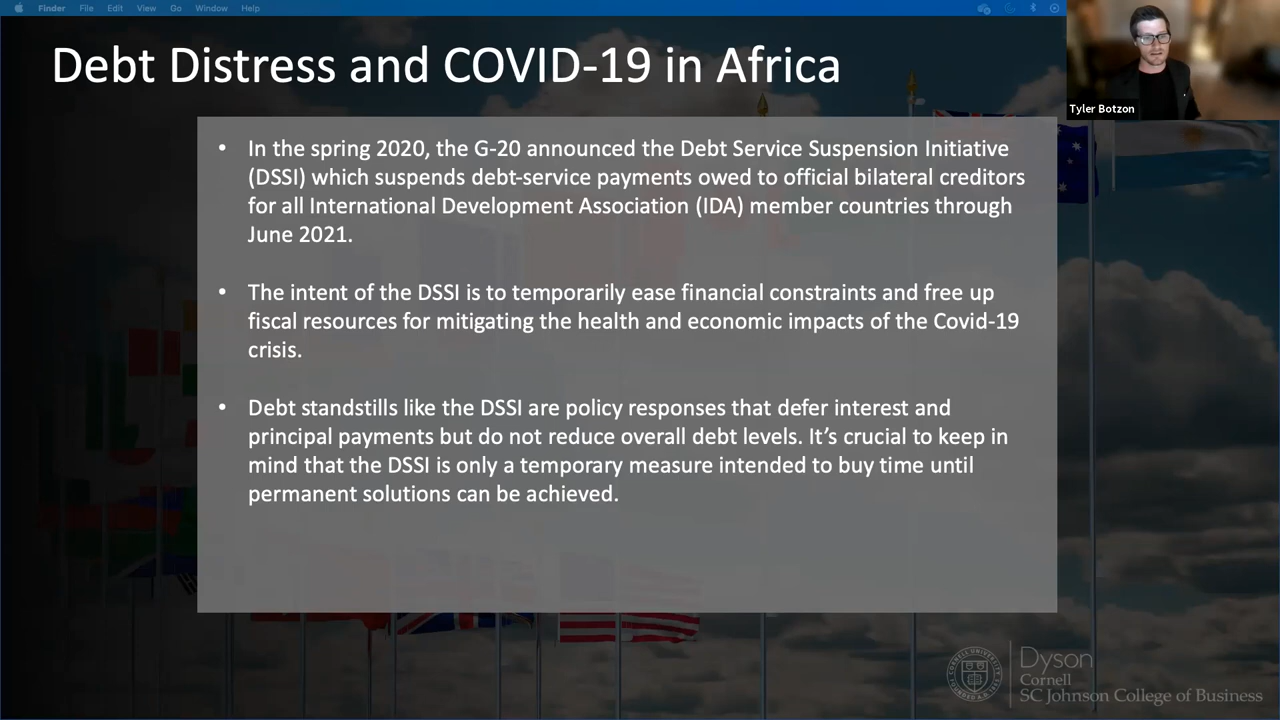 Finder File Edit View Go Window Help
Debt Distress and COVID-19 in Africa
Tyler Botzon
• In the spring 2020, the G-20 announced the Debt Service Suspension Initiative
(DSSI) which suspends debt-service payments owed to official bilateral creditors
for all International Development Association (IDA) member countries through
June 2021.
• The intent of the DSSI is to temporarily ease financial constraints and free up
fiscal resources for mitigating the health and economic impacts of the Covid-19
crisis.
• Debt standstills like the DSSI are policy responses that defer interest and
principal payments but do not reduce overall debt levels. It’s crucial to keep in
mind that the DSSI is only a temporary measure intended to buy time until
permanent solutions can be achieved.
Dyson
Cornell
SC Johnson College of Business